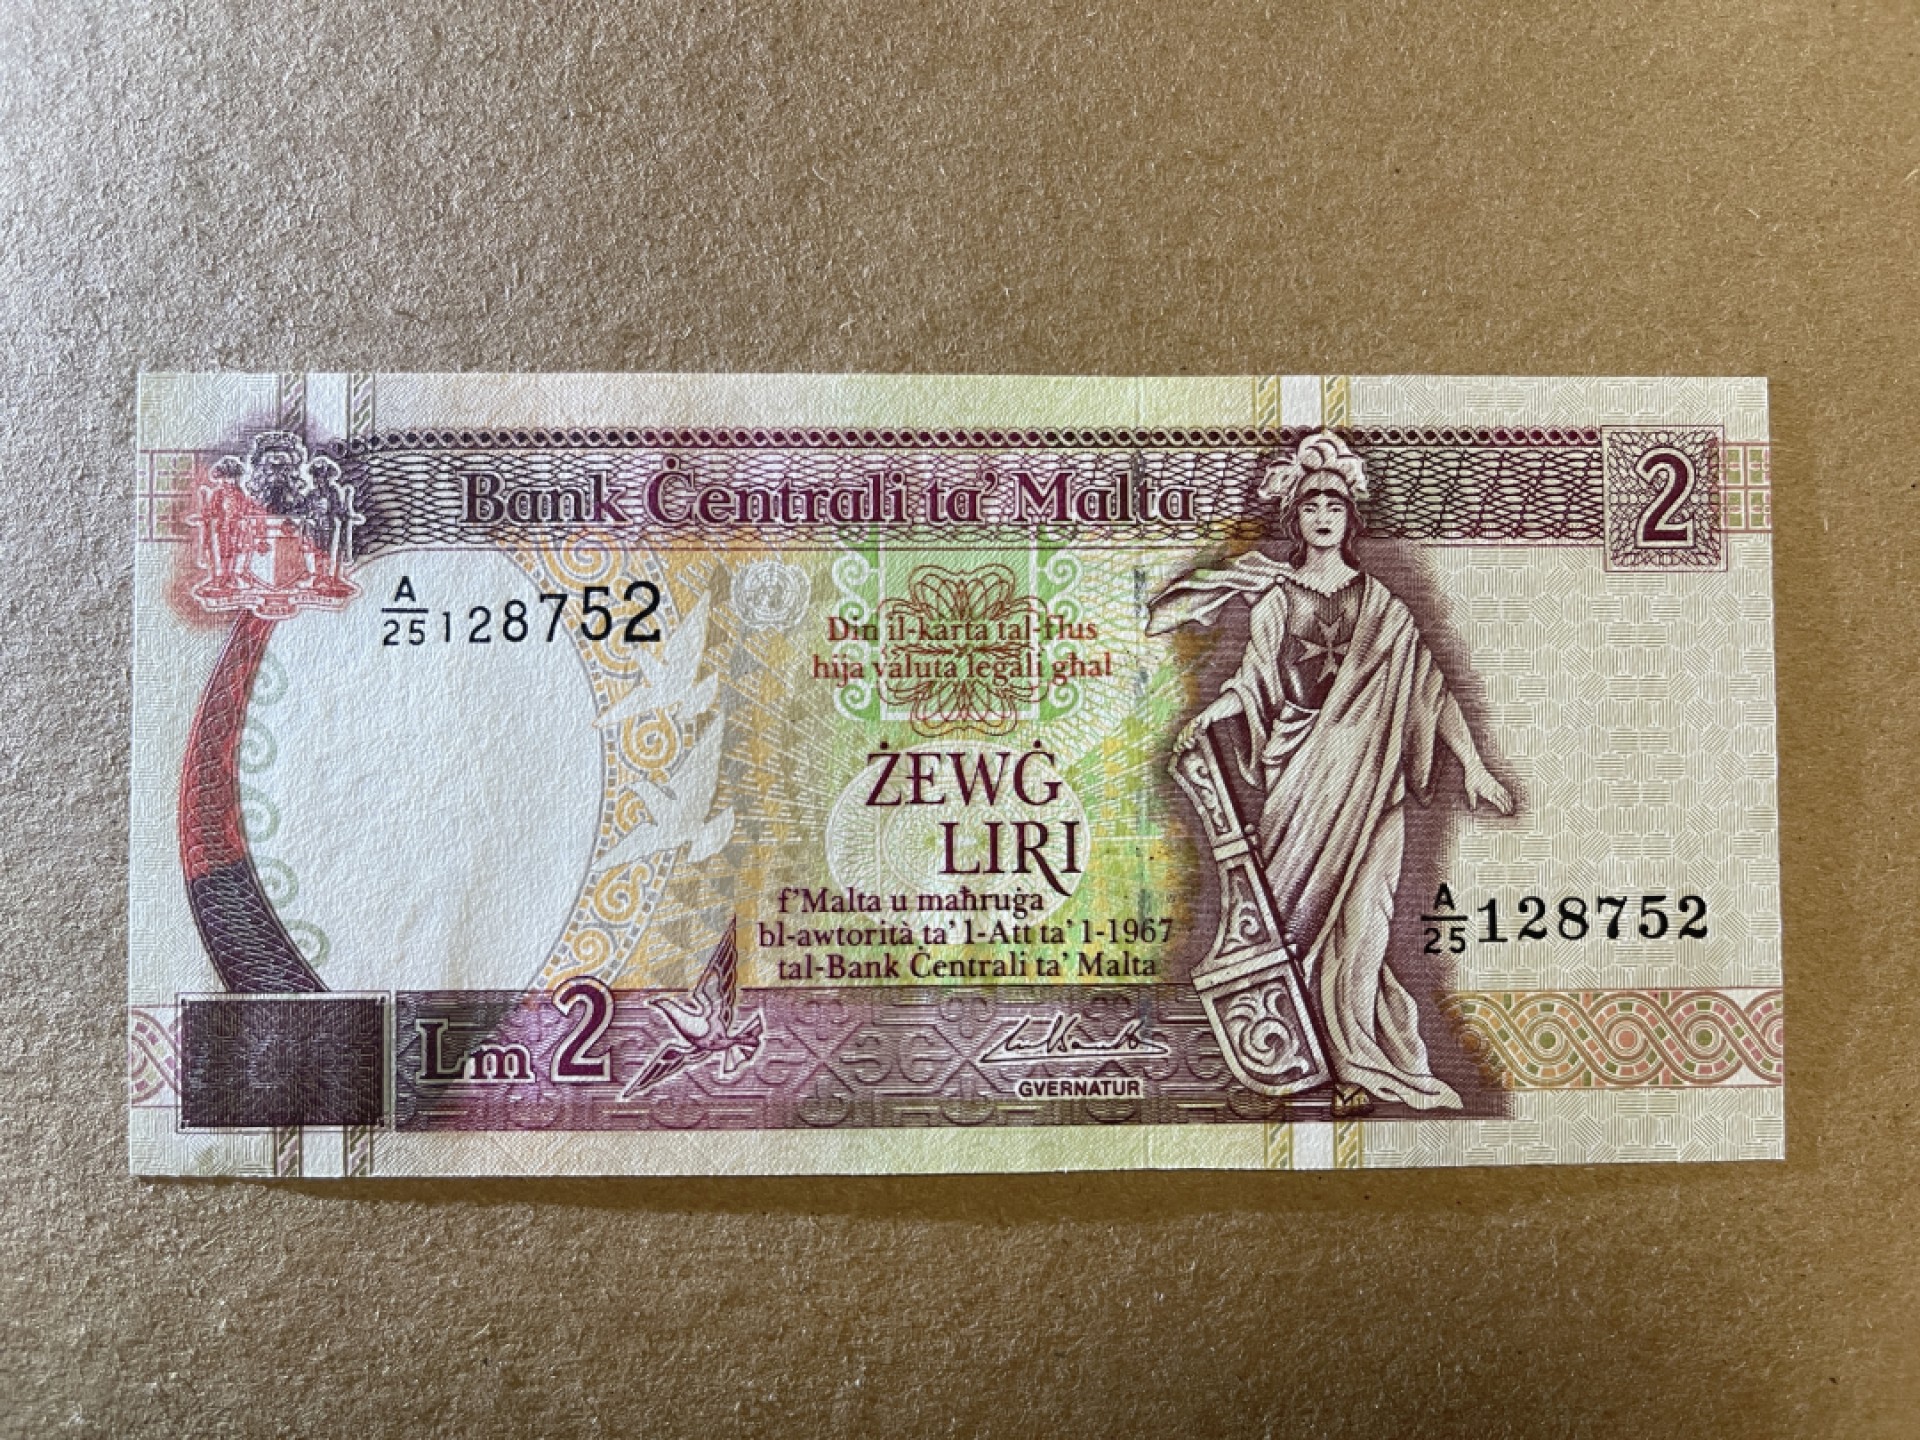 Bank Ċentrali ta' Malta
2
A/25 128752
Din il-karta tal-flus
hija valuta legali għal
ŻEWĠ
LIRI
f'Malta u maħruġa
bl-awtorità ta' l-Att ta' l-1967
tal-Bank Ċentrali ta' Malta
A/25 128752
Lm 2
GVERNATUR